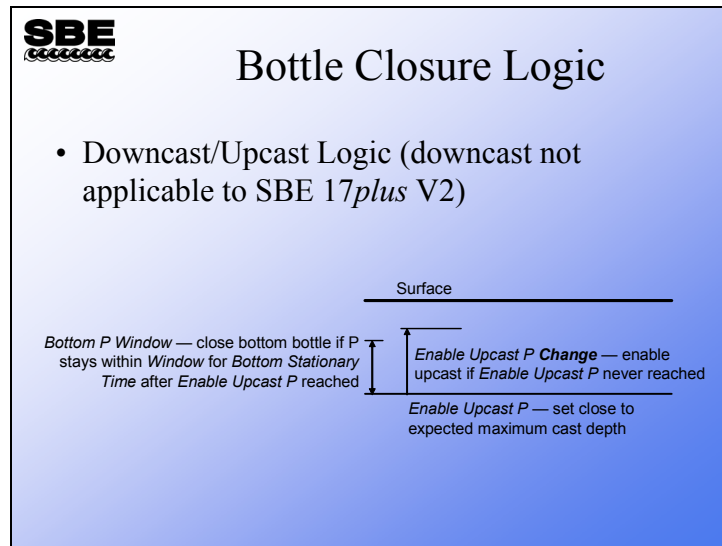 SBE
Bottle Closure Logic
• Downcast/Upcast Logic (downcast not
applicable to SBE 17plus V2)
Surface
Bottom P Window — close bottom bottle if P
stays within Window for Bottom Stationary
Time after Enable Upcast P reached
Enable Upcast P Change — enable
upcast if Enable Upcast P never reached
Enable Upcast P — set close to
expected maximum cast depth